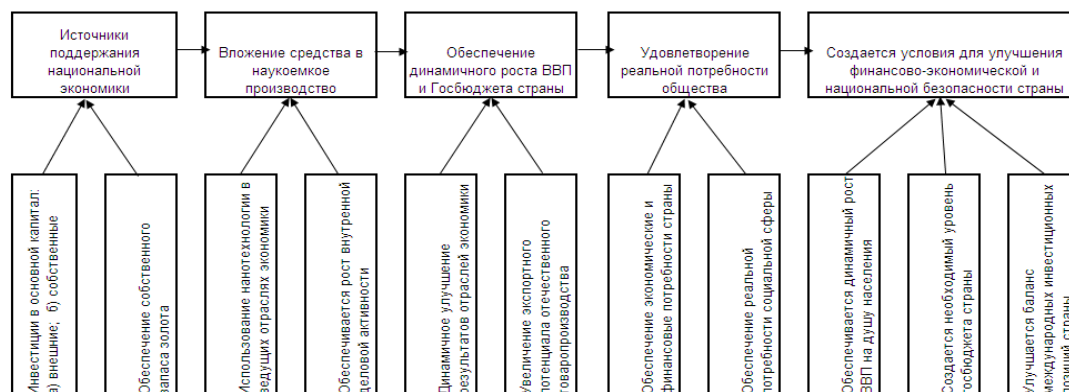 Источники
поддержания
национальной
экономики
Вложение средства в
наукоемкое
производство
Обеспечение
динамичного роста ВВП
и Госбюджета страны
Удовлетворение
реальной потребности
общества
Создается условия для улучшения
финансово-экономической и
национальной безопасности страны
Инвестиции в основной капитал:
а) внешние; б) собственные
Обеспечение собственного
запаса золота
Использование нанотехнологии в
ведущих отраслях экономики
Обеспечивается рост внутренной
деловой активности
Динамичное улучшение
результатов отраслей экономики
Увеличение экспортного
потенциала отечественного
товаропроизводства
Обеспечение экономические и
финансовые потребности страны
Обеспечение реальной
потребности социальной сферы
Обеспечивается динамичный рост
ВВП на душу населения
Создается необходимый уровень
госбюджета страны
Улучшается баланс
международных инвестиционных
позиций страны